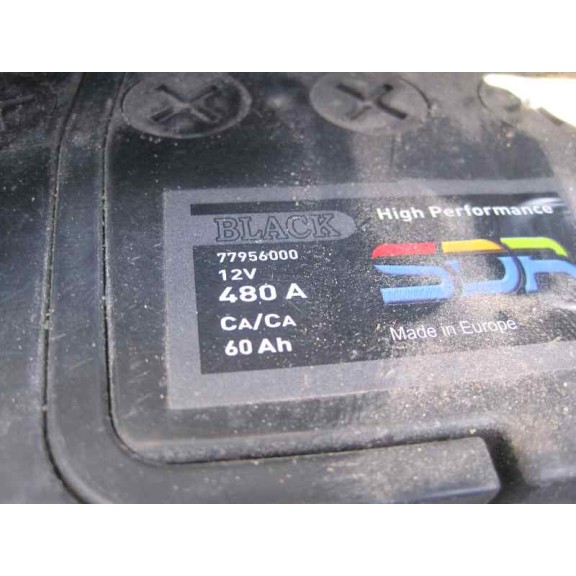 BLACK
High Performance
77956000
12V
480 A
CA/CA
60 Ah
Made in Europe